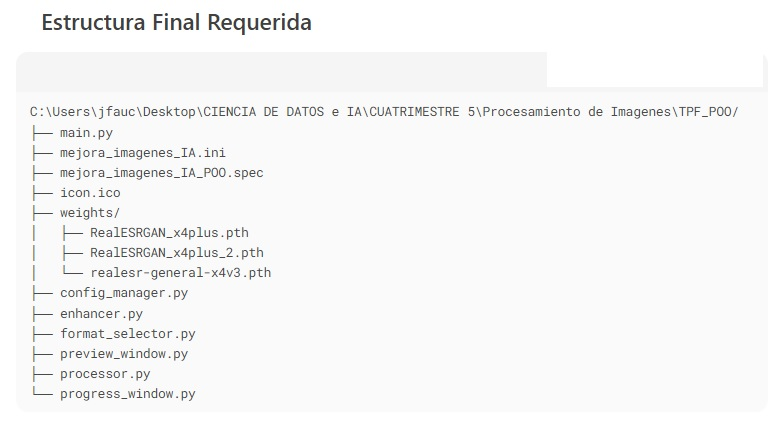 Estructura Final Requerida
C:\Users\jfauc\Desktop\CIENCIA DE DATOS e IA\CUATRIMESTRE 5\Procesamiento de Imagenes\TPF_POO/
├── main.py
├── mejora_imagenes_IA.ini
├── mejora_imagenes_IA_POO.spec
├── icon.ico
├── weights/
│   ├── RealESRGAN_x4plus.pth
│   ├── RealESRGAN_x4plus_2.pth
│   └── realesr-general-x4v3.pth
├── config_manager.py
├── enhancer.py
├── format_selector.py
├── preview_window.py
├── processor.py
└── progress_window.py